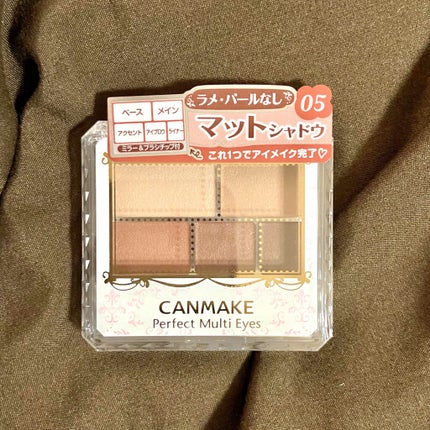 ラメ・パールなし
05
マットシャドウ
これ1つでアイメイク完了♡
ベース メイン
アクセント アイブロウ ライナー
ミラー&ブラシチップ付
CANMAKE
Perfect Multi Eyes